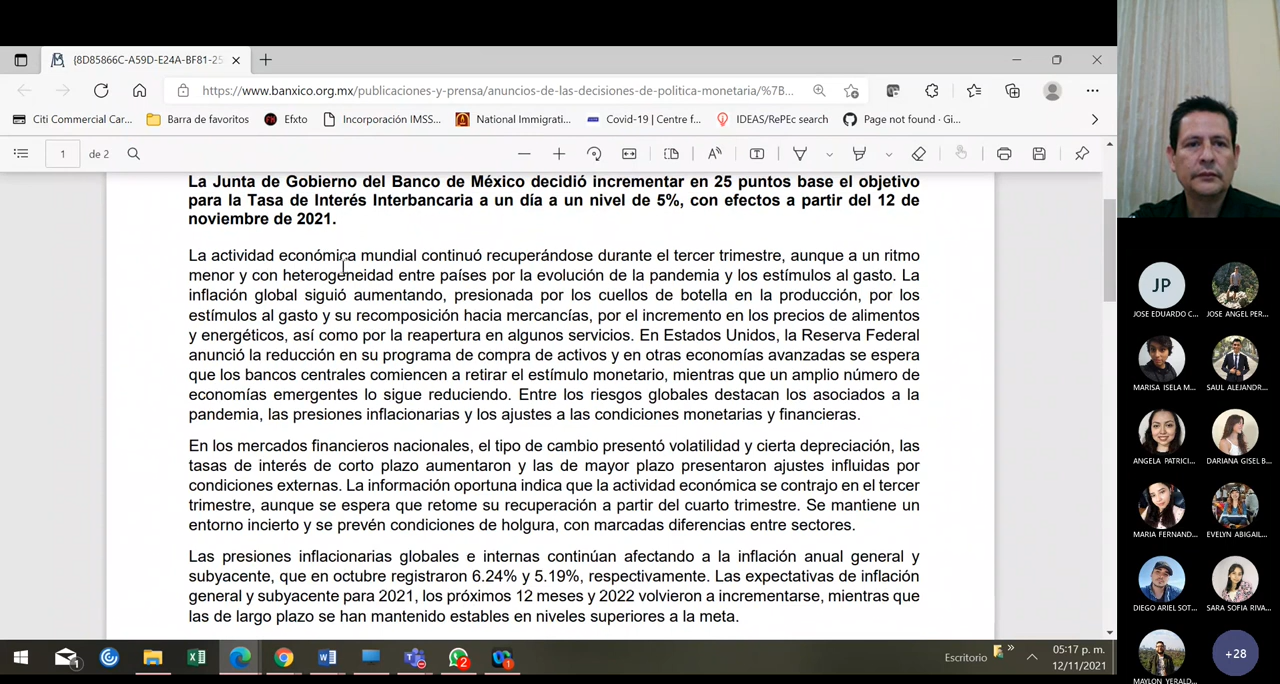 {8D85866C-A59D-E24A-BF81-25
https://www.banxico.org.mx/publicaciones-y-prensa/anuncios-de-las-decisiones-de-politica-monetaria/%7B...
Citi Commercial Car...
Barra de favoritos
FM
Efxto
Incorporación IMSS...
National Immigrati...
Covid-19 | Centre f...
IDEAS/RePEc search
Page not found · Gi...
1
de 2
La Junta de Gobierno del Banco de México decidió incrementar en 25 puntos base el objetivo
para la Tasa de Interés Interbancaria a un día a un nivel de 5%, con efectos a partir del 12 de
noviembre de 2021.
La actividad económica mundial continuó recuperándose durante el tercer trimestre, aunque a un ritmo
menor y con heterogeneidad entre países por la evolución de la pandemia y los estímulos al gasto. La
inflación global siguió aumentando, presionada por los cuellos de botella en la producción, por los
estímulos al gasto y su recomposición hacia mercancías, por el incremento en los precios de alimentos
y energéticos, así como por la reapertura en algunos servicios. En Estados Unidos, la Reserva Federal
anunció la reducción en su programa de compra de activos y en otras economías avanzadas se espera
que los bancos centrales comiencen a retirar el estímulo monetario, mientras que un amplio número de
economías emergentes lo sigue reduciendo. Entre los riesgos globales destacan los asociados a la
pandemia, las presiones inflacionarias y los ajustes a las condiciones monetarias y financieras.
En los mercados financieros nacionales, el tipo de cambio presentó volatilidad y cierta depreciación, las
tasas de interés de corto plazo aumentaron y las de mayor plazo presentaron ajustes influidas por
condiciones externas. La información oportuna indica que la actividad económica se contrajo en el tercer
trimestre, aunque se espera que retome su recuperación a partir del cuarto trimestre. Se mantiene un
entorno incierto y se prevén condiciones de holgura, con marcadas diferencias entre sectores.
Las presiones inflacionarias globales e internas continúan afectando a la inflación anual general y
subyacente, que en octubre registraron 6.24% y 5.19%, respectivamente. Las expectativas de inflación
general y subyacente para 2021, los próximos 12 meses y 2022 volvieron a incrementarse, mientras que
las de largo plazo se han mantenido estables en niveles superiores a la meta.
JP
JOSE EDUARDO C...
JOSE ANGEL PER...
MARISA ISELA M...
SAUL ALEJANDR...
ANGELA PATRICI...
DARIANA GISEL B...
MARIA FERNAND...
EVELYN ABIGAIL...
DIEGO ARIEL SOT...
SARA SOFIA RIVA...
MAYLON YERALD...
+28
1
2
1
Escritorio
05:17 p. m.
12/11/2021